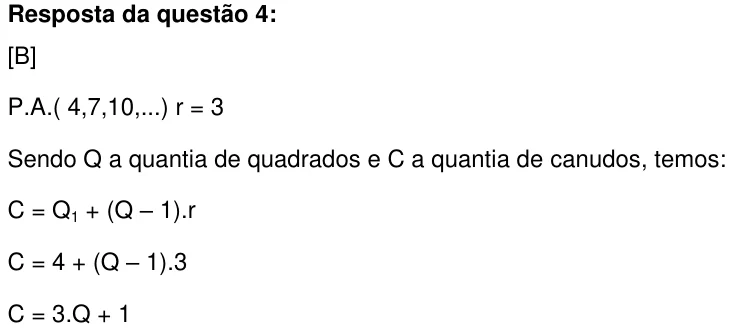 Resposta da questão 4:
[B]
P.A.( 4,7,10,...) r = 3
Sendo Q a quantia de quadrados e C a quantia de canudos, temos:
C = Q₁ + (Q – 1).r
C = 4 + (Q – 1).3
C = 3.Q + 1